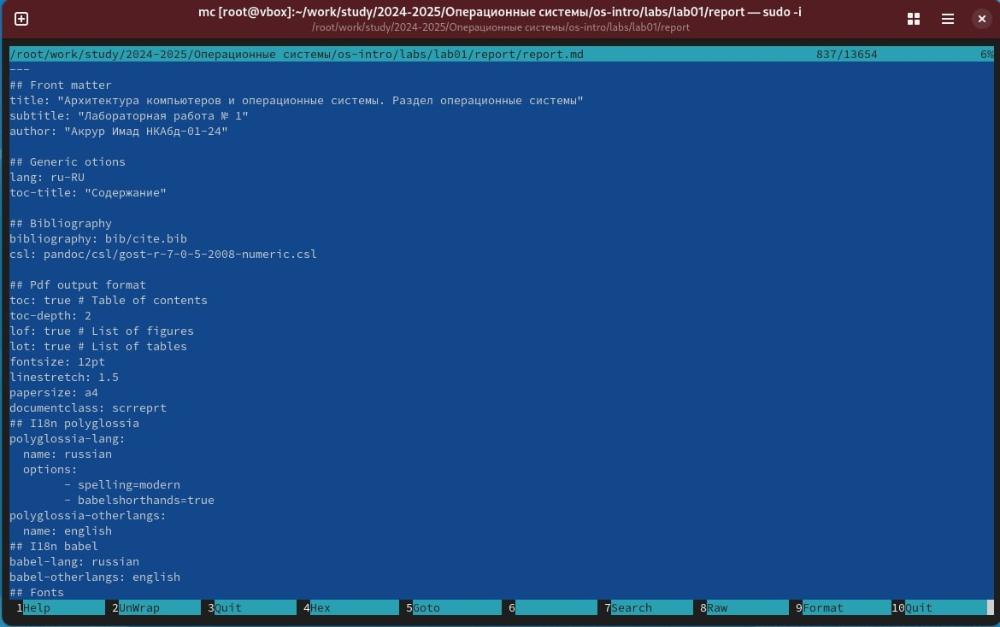 mc [root@vbox]:~/work/study/2024-2025/Операционные системы/os-intro/labs/lab01/report — sudo -i
/root/work/study/2024-2025/Операционные системы/os-intro/labs/lab01/report
/root/work/study/2024-2025/Операционные системы/os-intro/labs/lab01/report/report.md 837/13654 6%
---
## Front matter
title: "Архитектура компьютеров и операционные системы. Раздел операционные системы"
subtitle: "Лабораторная работа № 1"
author: "Акрур Имад НКАбд-01-24"
## Generic otions
lang: ru-RU
toc-title: "Содержание"
## Bibliography
bibliography: bib/cite.bib
csl: pandoc/csl/gost-r-7-0-5-2008-numeric.csl
## Pdf output format
toc: true # Table of contents
toc-depth: 2
lof: true # List of figures
lot: true # List of tables
fontsize: 12pt
linestretch: 1.5
papersize: a4
documentclass: scrreprt
## I18n polyglossia
polyglossia-lang:
  name: russian
  options:
        - spelling=modern
        - babelshorthands=true
polyglossia-otherlangs:
  name: english
## I18n babel
babel-lang: russian
babel-otherlangs: english
## Fonts
1Help 2UnWrap 3Quit 4Hex 5Goto 6 7Search 8Raw 9Format 10Quit